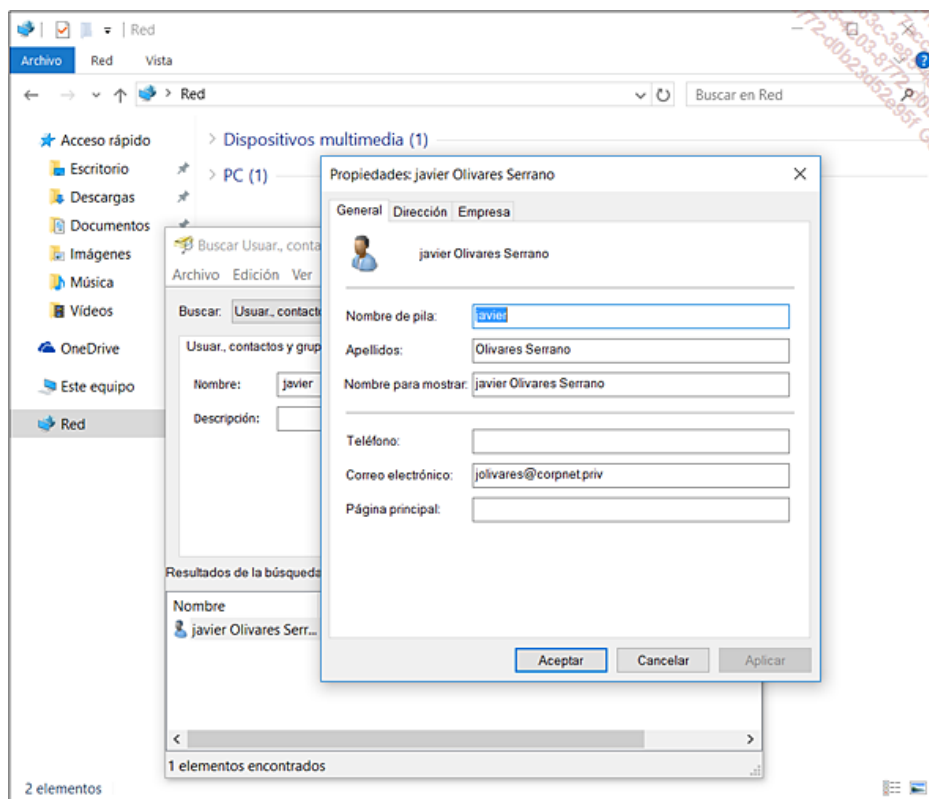 Red
Archivo Red Vista
Red
Buscar en Red
Acceso rápido
Escritorio
Descargas
Documentos
Imágenes
Música
Vídeos
OneDrive
Este equipo
Red
Dispositivos multimedia (1)
PC (1)
Buscar Usuar., conta
Archivo Edición Ver
Buscar: Usuar., contact
Usuar., contactos y grup
Nombre: javier
Descripción:
Resultados de la búsqueda
Nombre
javier Olivares Serr...
1 elementos encontrados
Propiedades: javier Olivares Serrano
General Dirección Empresa
javier Olivares Serrano
Nombre de pila: javier
Apellidos: Olivares Serrano
Nombre para mostrar: javier Olivares Serrano
Teléfono:
Correo electrónico: jolivares@corpnet.priv
Página principal:
Aceptar Cancelar Aplicar
2 elementos